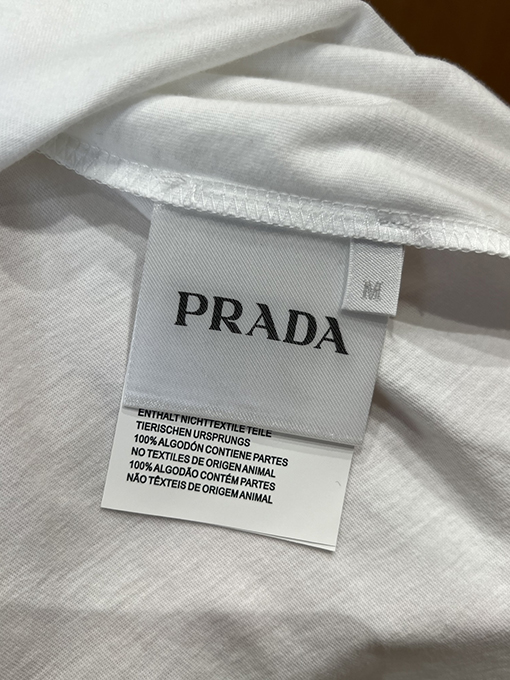 M
PRADA
ENTHÄLT NICHTTEXTILE TEILE
TIERISCHEN URSPRUNGS
100% ALGODÓN CONTIENE PARTES
NO TEXTILES DE ORIGEN ANIMAL
100% ALGODÃO CONTÉM PARTES
NÃO TÊXTEIS DE ORIGEM ANIMAL